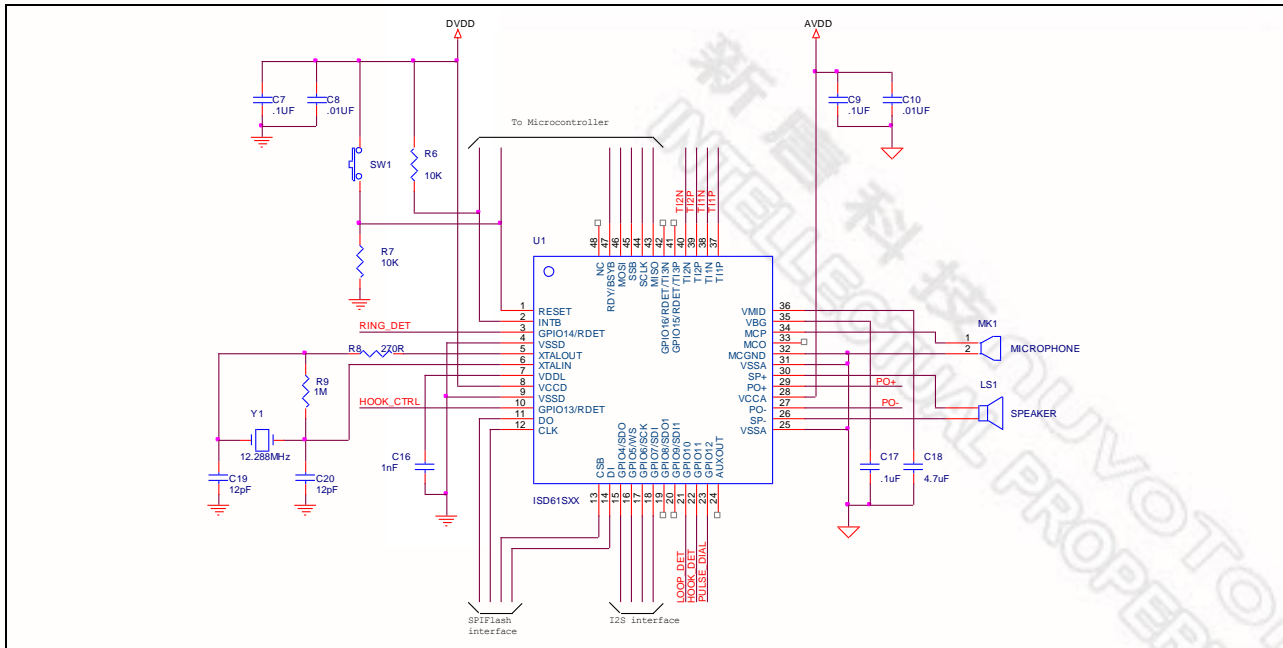 DVDD
AVDD
C7
.1UF
C8
.01UF
C9
.1UF
C10
.01UF
To Microcontroller
SW1
R6
10K
R7
10K
TI2N
TI2P
TI1N
TI1P
U1
48
47
46
45
44
43
42
41
40
39
38
37
NC
RDY/BSYB
MOSI
SSB
SCLK
MISO
GPIO16/RDET/TI3N
GPIO15/RDET/TI3P
TI2N
TI2P
TI1N
TI1P
1
RESET
2
INTB
3
GPIO14/RDET
4
VSSD
5
XTALOUT
6
XTALIN
7
VDDL
8
VCCD
9
VSSD
10
GPIO13/RDET
11
DO
12
CLK
VMID
36
VBG
35
MCP
34
MCO
33
MCGND
32
VSSA
31
SP+
30
PO+
29
VCCA
28
PO-
27
SP-
26
VSSA
25
RING_DET
R8
270R
R9
1M
HOOK_CTRL
Y1
12.288MHz
C19
12pF
C20
12pF
C16
1nF
MK1
1
2
MICROPHONE
PO+
LS1
PO-
SPEAKER
C17
.1uF
C18
4.7uF
CSB
DI
GPIO4/SDO
GPIO5/WS
GPIO6/SCK
GPIO7/SDI
GPIO8/SDO1
GPIO9/SDI1
GPIO10
GPIO11
GPIO12
AUXOUT
ISD61SXX
13
14
15
16
17
18
19
20
21
22
23
24
LOOP_DET
HOOK_DET
PULSE_DIAL
SPIFlash
interface
I2S interface
新唐科技 nuvoton
INTELLECTUAL PROPER